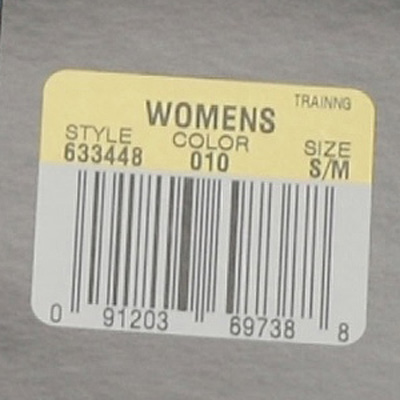 TRAINNG
WOMENS
STYLE COLOR SIZE
633448 010 S/M
0 91203 69738 8